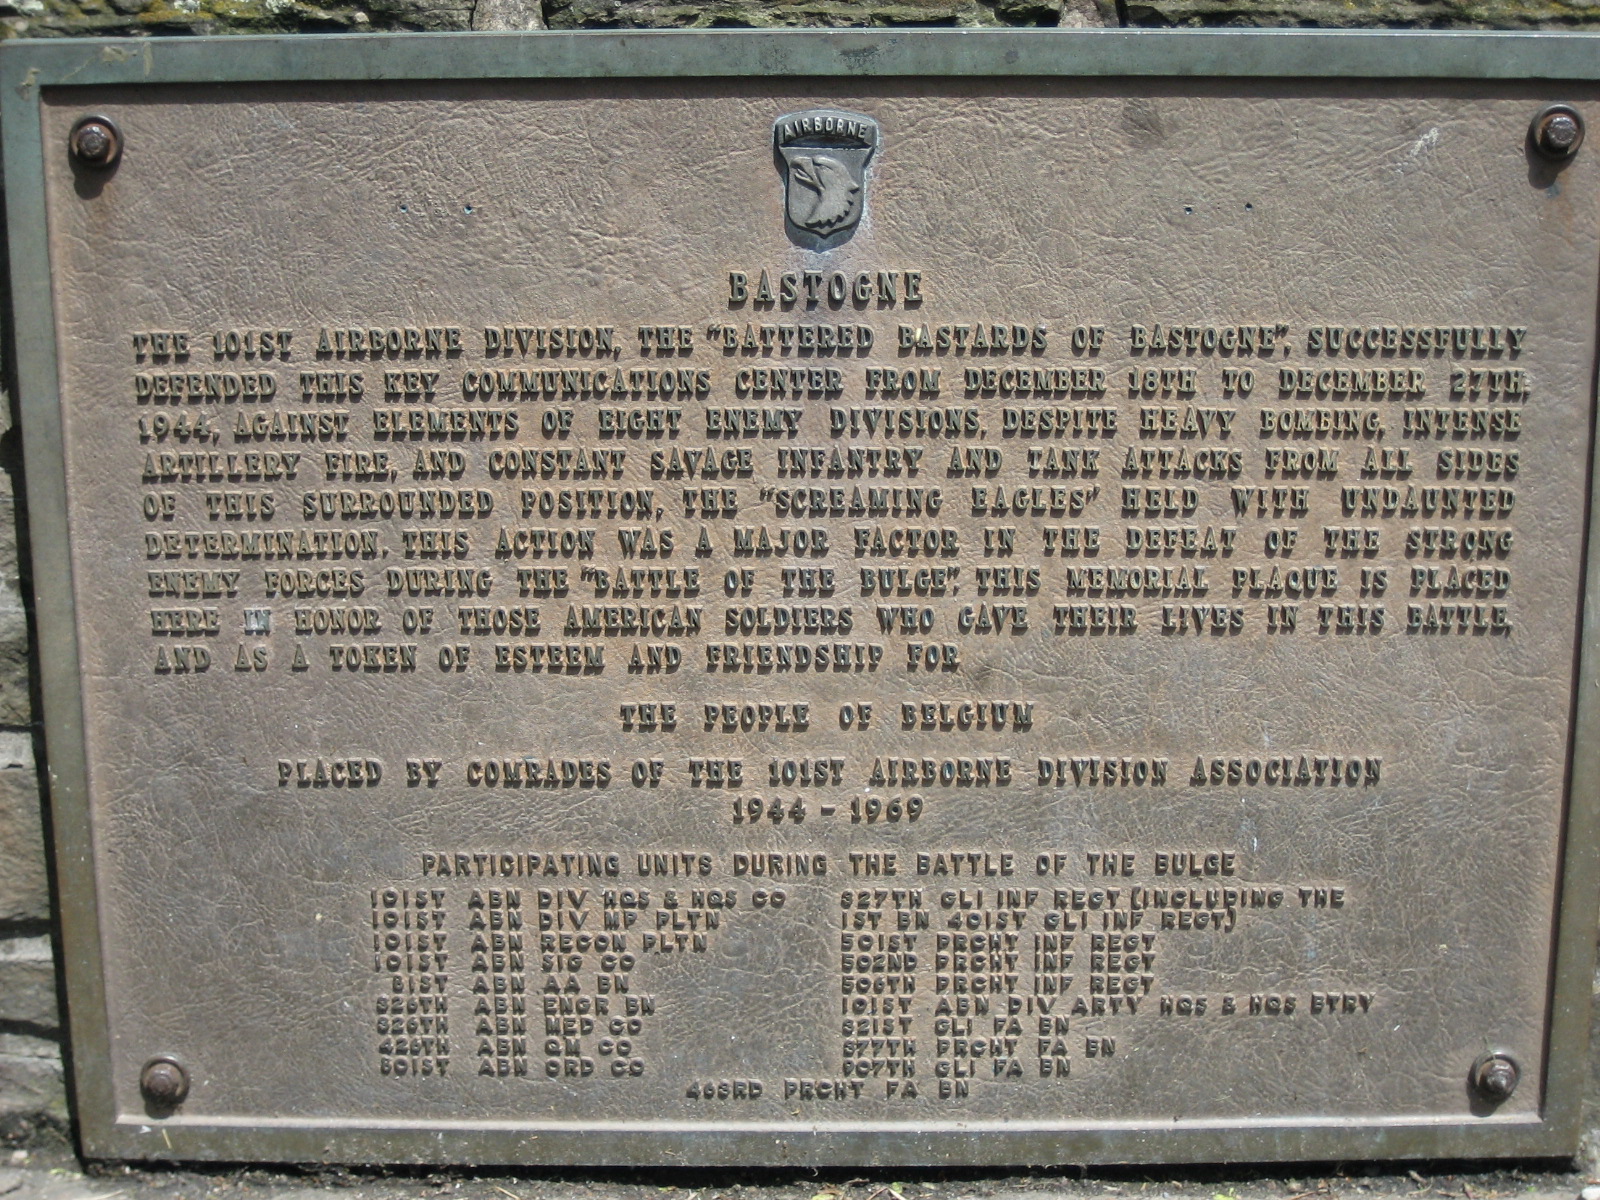 AIRBORNE
BASTOGNE
THE 101ST AIRBORNE DIVISION, THE "BATTERED BASTARDS OF BASTOGNE", SUCCESSFULLY
DEFENDED THIS KEY COMMUNICATIONS CENTER FROM DECEMBER 18TH TO DECEMBER 27TH,
1944, AGAINST ELEMENTS OF EIGHT ENEMY DIVISIONS, DESPITE HEAVY BOMBING, INTENSE
ARTILLERY FIRE, AND CONSTANT SAVAGE INFANTRY AND TANK ATTACKS FROM ALL SIDES
OF THIS SURROUNDED POSITION, THE "SCREAMING EAGLES" HELD WITH UNDAUNTED
DETERMINATION. THIS ACTION WAS A MAJOR FACTOR IN THE DEFEAT OF THE STRONG
ENEMY FORCES DURING THE "BATTLE OF THE BULGE". THIS MEMORIAL PLAQUE IS PLACED
HERE IN HONOR OF THOSE AMERICAN SOLDIERS WHO GAVE THEIR LIVES IN THIS BATTLE,
AND AS A TOKEN OF ESTEEM AND FRIENDSHIP FOR
THE PEOPLE OF BELGIUM
PLACED BY COMRADES OF THE 101ST AIRBORNE DIVISION ASSOCIATION
1944 - 1969
PARTICIPATING UNITS DURING THE BATTLE OF THE BULGE
101ST ABN DIV HQS & HQS CO
101ST ABN DIV MP PLTN
101ST ABN RECON PLTN
101ST ABN SIG CO
81ST ABN AA BN
326TH ABN ENGR BN
326TH ABN MED CO
426TH ABN QM CO
801ST ABN ORD CO
327TH GLI INF REGT (INCLUDING THE
1ST BN 401ST GLI INF REGT)
501ST PRCHT INF REGT
502ND PRCHT INF REGT
506TH PRCHT INF REGT
101ST ABN DIV ARTY HQS & HQS BTRY
321ST GLI FA BN
377TH PRCHT FA BN
907TH GLI FA BN
463RD PRCHT FA BN